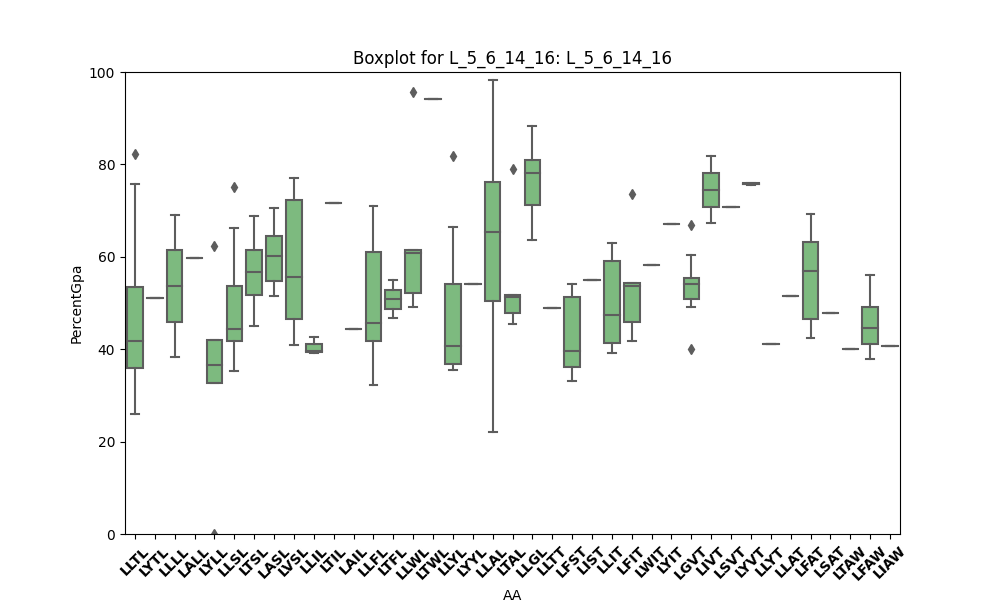 Boxplot for L_5_6_14_16: L_5_6_14_16
100
80
60
40
20
0
PercentGpa
LLTL LYTL LLLL LALL LYLL LLSL LTSL LASL LVSL LLIL LTIL LAIL LLFL LTFL LLWL LTWL LLYL LYYL LLAL LTAL LLGL LLTT LFST LIST LLIT LFIT LWIT LYIT LGVT LIVT LSVT LYVT LLYT LLAT LFAT LSAT LTAW LFAW LIAW
AA